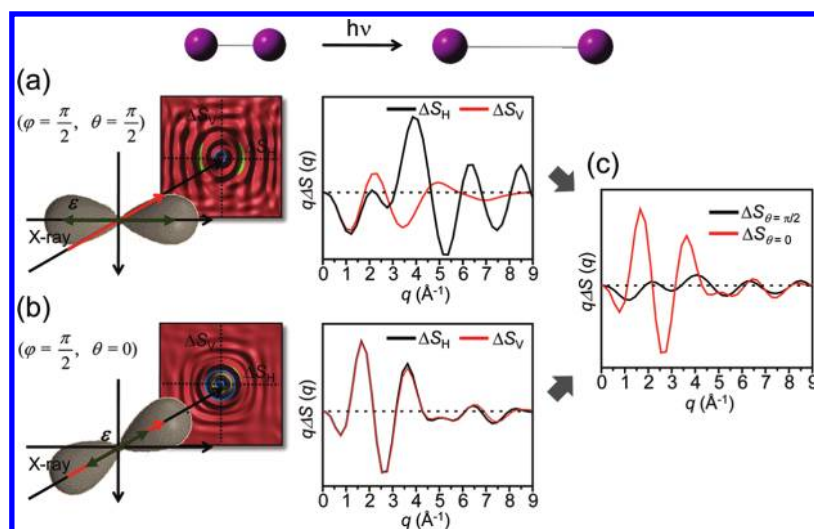 hν
(a)
(φ = π/2, θ = π/2)
ΔS_V
ΔS_H
ε
X-ray
qΔS (q)
ΔS_H ΔS_V
0 1 2 3 4 5 6 7 8 9
q (Å⁻¹)
(b)
(φ = π/2, θ = 0)
ΔS_V
ΔS_H
ε
X-ray
qΔS (q)
ΔS_H ΔS_V
0 1 2 3 4 5 6 7 8 9
q (Å⁻¹)
(c)
qΔS (q)
ΔS_θ = π/2
ΔS_θ = 0
0 1 2 3 4 5 6 7 8 9
q (Å⁻¹)